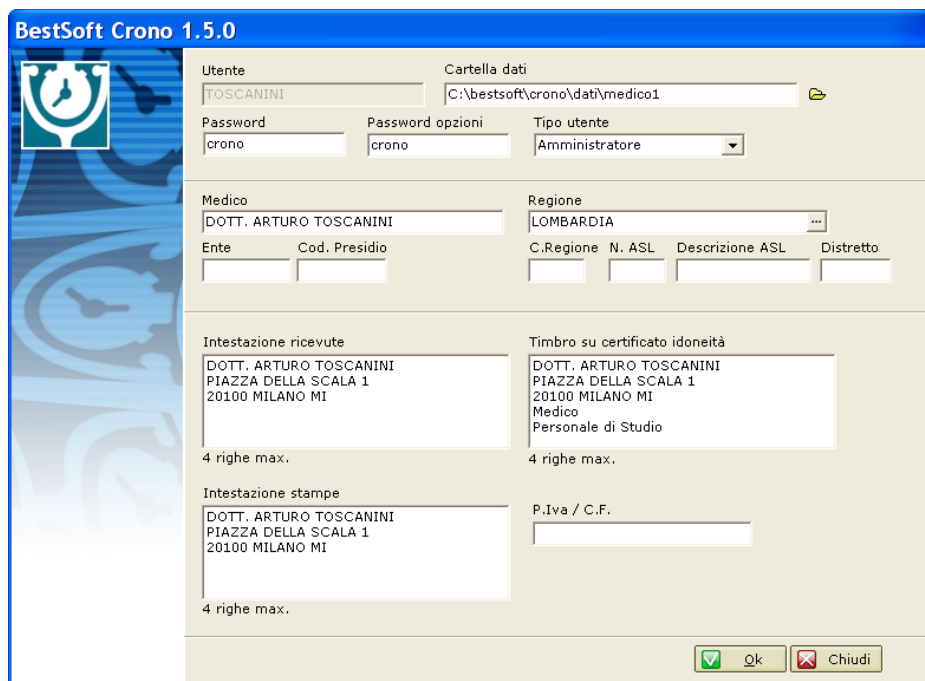 BestSoft Crono 1.5.0
Utente
Cartella dati
TOSCANINI
C:\bestsoft\crono\dati\medico1
Password
Password opzioni
Tipo utente
crono
crono
Amministratore
Medico
Regione
DOTT. ARTURO TOSCANINI
LOMBARDIA
...
Ente
Cod. Presidio
C.Regione
N. ASL
Descrizione ASL
Distretto
Intestazione ricevute
DOTT. ARTURO TOSCANINI
PIAZZA DELLA SCALA 1
20100 MILANO MI
4 righe max.
Timbro su certificato idoneità
DOTT. ARTURO TOSCANINI
PIAZZA DELLA SCALA 1
20100 MILANO MI
Medico
Personale di Studio
4 righe max.
Intestazione stampe
DOTT. ARTURO TOSCANINI
PIAZZA DELLA SCALA 1
20100 MILANO MI
4 righe max.
P.Iva / C.F.
Ok
Chiudi